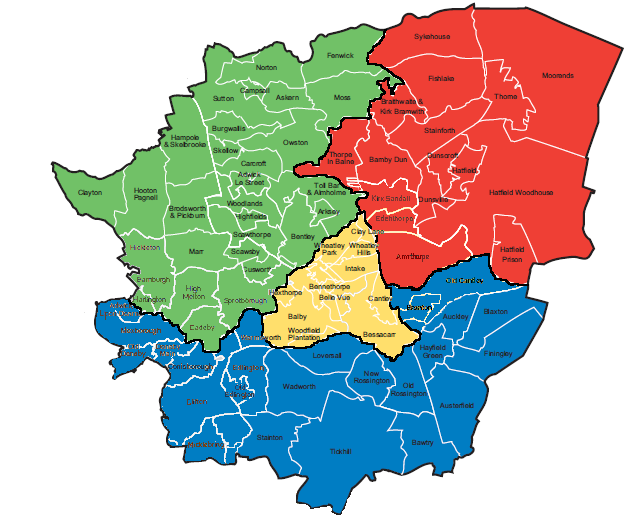 Sykehouse
Fenwick
Norton
Moorends
Fishlake
Campsall
Sutton
Askern
Moss
Thorne
Braithwaite &
Kirk Bramwith
Burgwallis
Stainforth
Hampole
& Skelbrooke
Owston
Skellow
Thorpe
In Balne
Barnby Dun
Dunscroft
Carcroft
Hatfield
Adwick
Le Street
Clayton
Hooton
Pagnell
Toll Bar
& Almholme
Hatfield Woodhouse
Kirk Sandall
Dunsville
Woodlands
Brodsworth
& Pickburn
Arksey
Highfields
Edenthorpe
Clay Lane
Scawthorpe
Bentley
Hickleton
Wheatley
Park
Wheatley
Hills
Marr
Scawsby
Armthorpe
Hatfield
Prison
Cusworth
Intake
Barnburgh
Bennethorpe
High
Melton
Hexthorpe
Belle Vue
Cantley
Harlington
Sprotborough
Blaxton
Balby
Auckley
Cadeby
Woodfield
Plantation
Bessacarr
Warmsworth
Hayfield
Green
Finningley
Loversall
Conisbrough
New
Rossington
Wadworth
Old
Rossington
Austerfield
Stainton
Bawtry
Tickhill